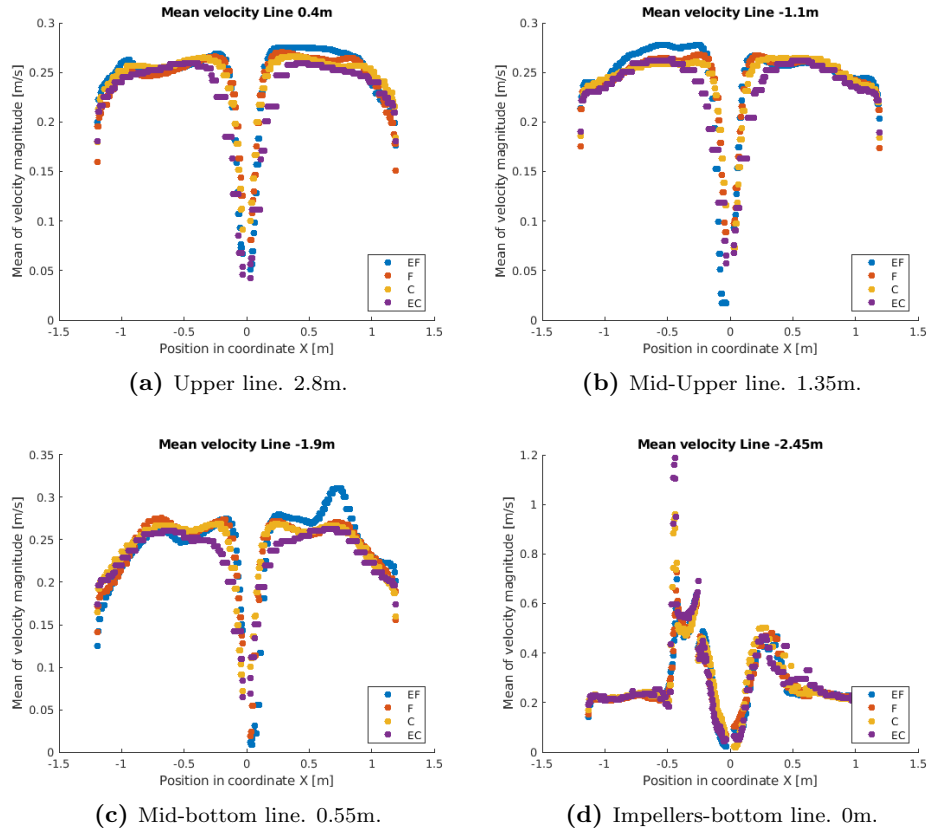 Mean velocity Line 0.4m
Mean of velocity magnitude [m/s]
0.3
0.25
0.2
0.15
0.1
0.05
0
-1.5 -1 -0.5 0 0.5 1 1.5
Position in coordinate X [m]
EF
F
C
EC
(a) Upper line. 2.8m.
Mean velocity Line -1.1m
Mean of velocity magnitude [m/s]
0.3
0.25
0.2
0.15
0.1
0.05
0
-1.5 -1 -0.5 0 0.5 1 1.5
Position in coordinate X [m]
EF
F
C
EC
(b) Mid-Upper line. 1.35m.
Mean velocity Line -1.9m
Mean of velocity magnitude [m/s]
0.35
0.3
0.25
0.2
0.15
0.1
0.05
0
-1.5 -1 -0.5 0 0.5 1 1.5
Position in coordinate X [m]
EF
F
C
EC
(c) Mid-bottom line. 0.55m.
Mean velocity Line -2.45m
Mean of velocity magnitude [m/s]
1.2
1
0.8
0.6
0.4
0.2
0
-1.5 -1 -0.5 0 0.5 1 1.5
Position in coordinate X [m]
EF
F
C
EC
(d) Impellers-bottom line. 0m.